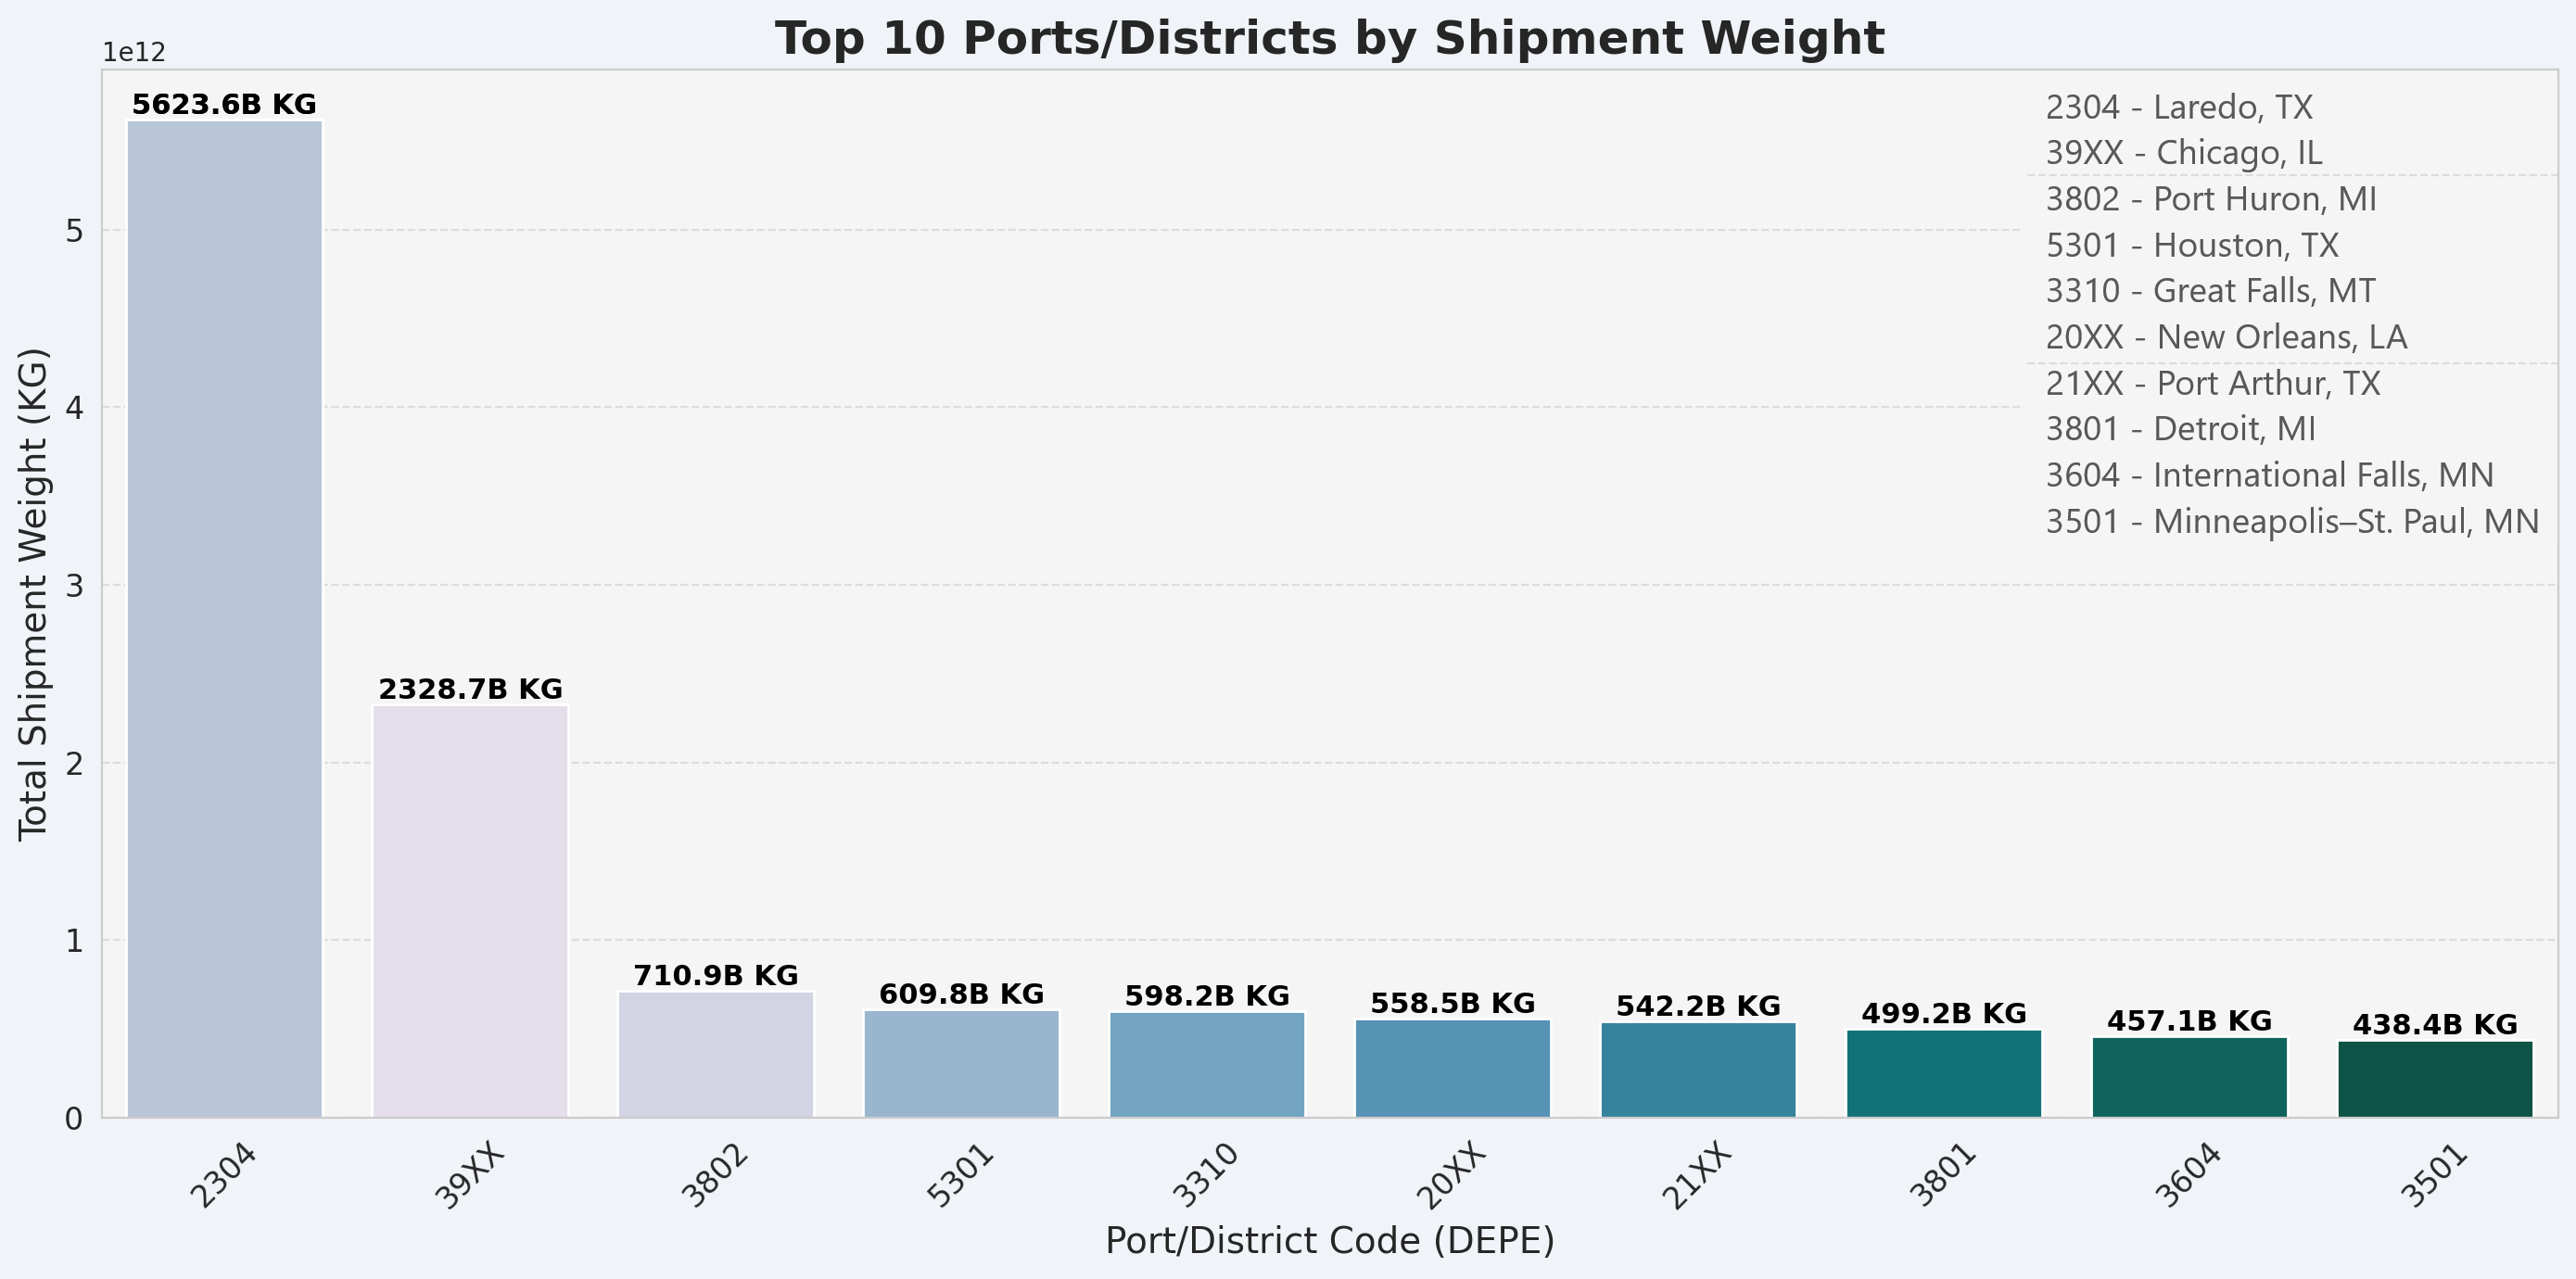 Top 10 Ports/Districts by Shipment Weight
1e12
5623.6B KG
2328.7B KG
710.9B KG
609.8B KG
598.2B KG
558.5B KG
542.2B KG
499.2B KG
457.1B KG
438.4B KG
2304 - Laredo, TX
39XX - Chicago, IL
3802 - Port Huron, MI
5301 - Houston, TX
3310 - Great Falls, MT
20XX - New Orleans, LA
21XX - Port Arthur, TX
3801 - Detroit, MI
3604 - International Falls, MN
3501 - Minneapolis–St. Paul, MN
Total Shipment Weight (KG)
5
4
3
2
1
0
2304
39XX
3802
5301
3310
20XX
21XX
3801
3604
3501
Port/District Code (DEPE)